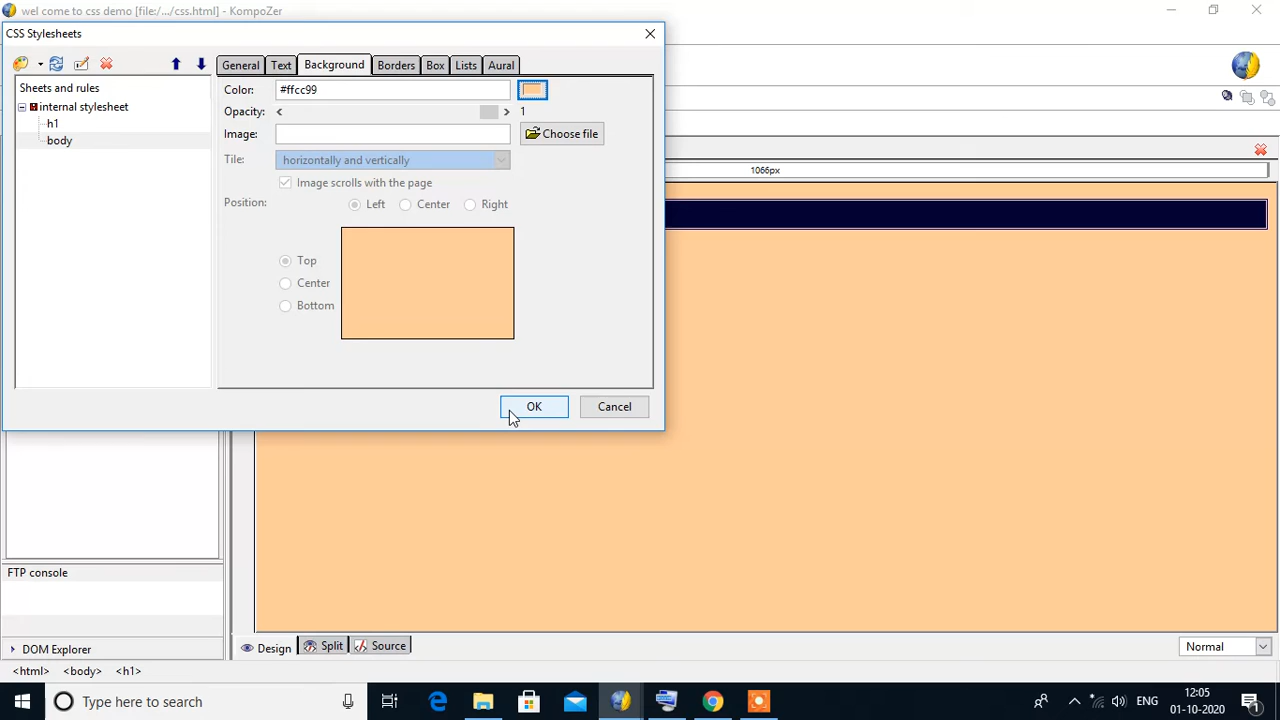 wel come to css demo [file:/.../css.html] - KompoZer
CSS Stylesheets
Sheets and rules
internal stylesheet
h1
body
General
Text
Background
Borders
Box
Lists
Aural
Color:
#ffcc99
Opacity:
1
Image:
Choose file
Tile:
horizontally and vertically
Image scrolls with the page
Position:
Left
Center
Right
Top
Center
Bottom
OK
Cancel
1066px
FTP console
DOM Explorer
Design
Split
Source
Normal
<html>
<body>
<h1>
Type here to search
ENG
12:05
01-10-2020
1